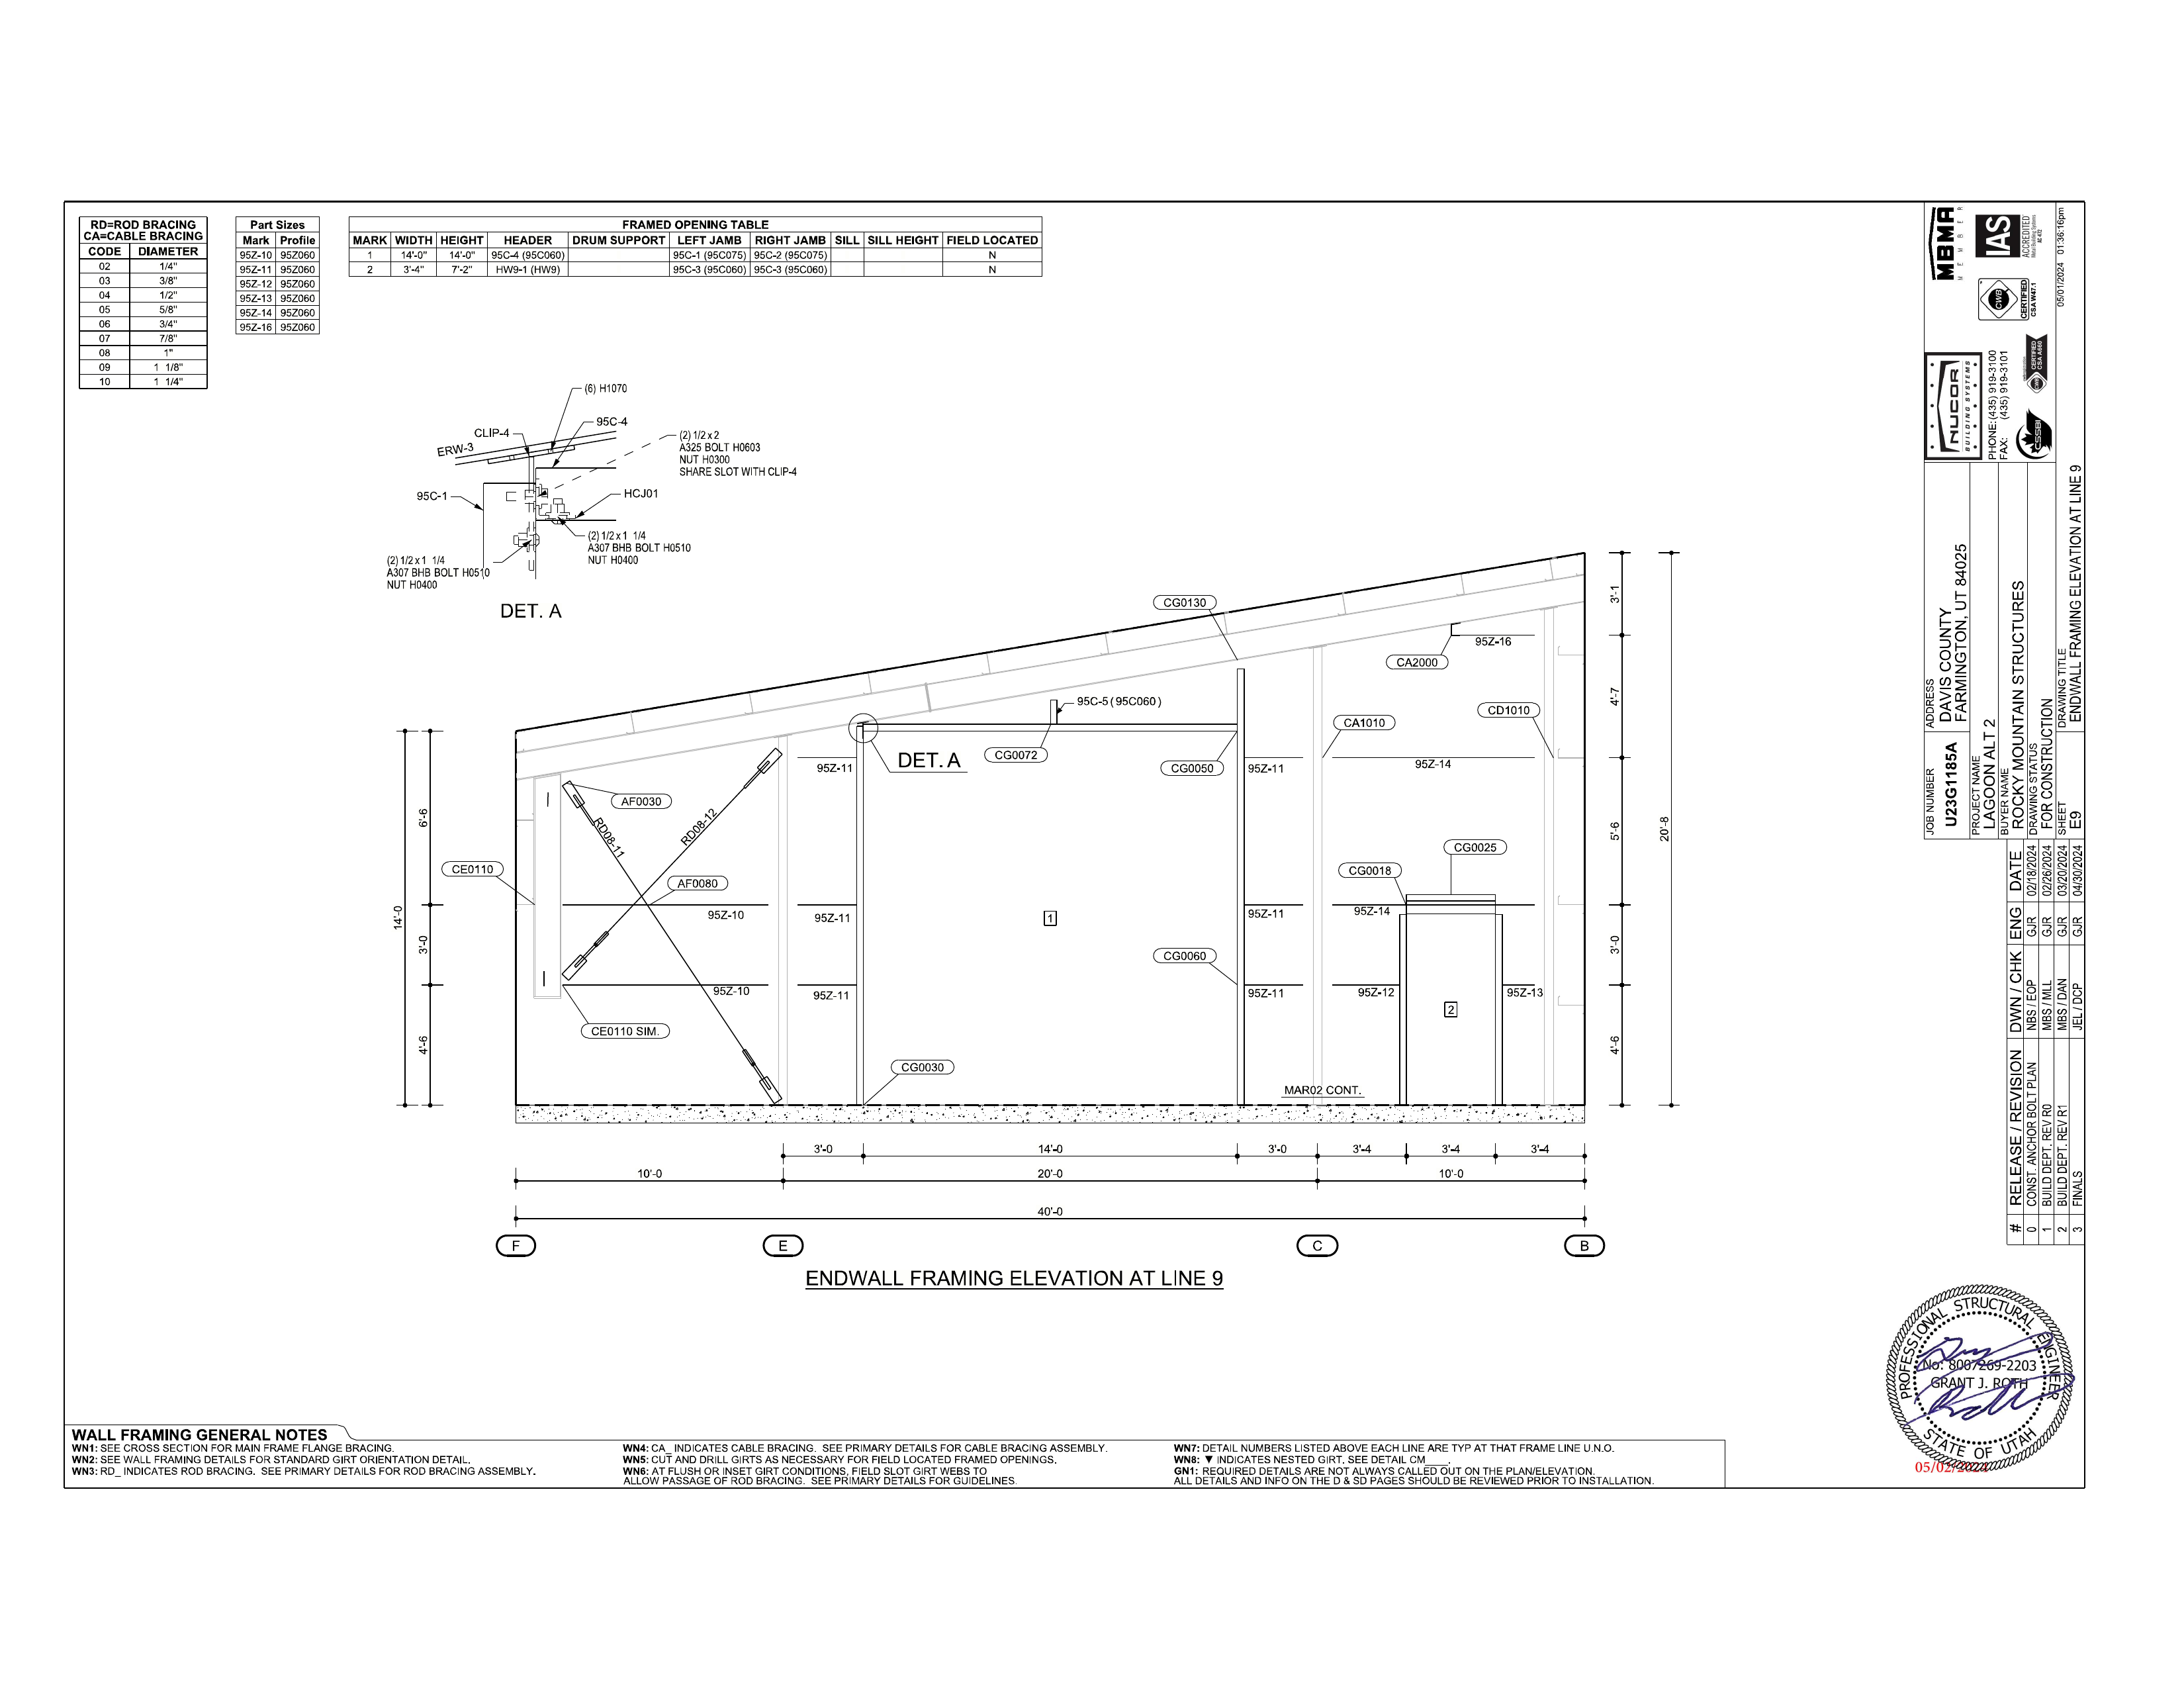 RD=ROD BRACING
CA=CABLE BRACING
CODE DIAMETER
02 1/4"
03 3/8"
04 1/2"
05 5/8"
06 3/4"
07 7/8"
08 1"
09 1 1/8"
10 1 1/4"
Part Sizes
Mark Profile
95Z-10 95Z060
95Z-11 95Z060
95Z-12 95Z060
95Z-13 95Z060
95Z-14 95Z060
95Z-16 95Z060
FRAMED OPENING TABLE
MARK WIDTH HEIGHT HEADER DRUM SUPPORT LEFT JAMB RIGHT JAMB SILL SILL HEIGHT FIELD LOCATED
1 14'-0" 14'-0" 95C-4 (95C060) 95C-1 (95C075) 95C-2 (95C075) N
2 3'-4" 7'-2" HW9-1 (HW9) 95C-3 (95C060) 95C-3 (95C060) N
(6) H1070
95C-4
CLIP-4
ERW-3
(2) 1/2 x 2
A325 BOLT H0603
NUT H0300
SHARE SLOT WITH CLIP-4
95C-1
HCJ01
(2) 1/2 x 1 1/4
A307 BHB BOLT H0510
NUT H0400
(2) 1/2 x 1 1/4
A307 BHB BOLT H0510
NUT H0400
DET. A
CG0130
95Z-16
CA2000
95C-5 ( 95C060 )
CD1010
CA1010
CG0072
DET. A
95Z-11
CG0050
95Z-11
95Z-14
AF0030
RD08-11
RD08-12
CG0025
CG0018
CE0110
AF0080
95Z-10
95Z-11
1
95Z-11
95Z-14
CG0060
95Z-10
95Z-11
95Z-11
95Z-12
95Z-13
2
CE0110 SIM.
CG0030
MAR02 CONT.
14'-0
6'-6
3'-0
4'-6
3'-1
4'-7
5'-6
3'-0
4'-6
20'-8
3'-0 14'-0 3'-0 3'-4 3'-4 3'-4
10'-0 20'-0 10'-0
40'-0
F E C B
ENDWALL FRAMING ELEVATION AT LINE 9
WALL FRAMING GENERAL NOTES
WN1: SEE CROSS SECTION FOR MAIN FRAME FLANGE BRACING.
WN2: SEE WALL FRAMING DETAILS FOR STANDARD GIRT ORIENTATION DETAIL.
WN3: RD_ INDICATES ROD BRACING. SEE PRIMARY DETAILS FOR ROD BRACING ASSEMBLY.
WN4: CA_ INDICATES CABLE BRACING. SEE PRIMARY DETAILS FOR CABLE BRACING ASSEMBLY.
WN5: CUT AND DRILL GIRTS AS NECESSARY FOR FIELD LOCATED FRAMED OPENINGS.
WN6: AT FLUSH OR INSET GIRT CONDITIONS, FIELD SLOT GIRT WEBS TO
ALLOW PASSAGE OF ROD BRACING. SEE PRIMARY DETAILS FOR GUIDELINES.
WN7: DETAIL NUMBERS LISTED ABOVE EACH LINE ARE TYP AT THAT FRAME LINE U.N.O.
WN8: ▼ INDICATES NESTED GIRT, SEE DETAIL CM____.
GN1: REQUIRED DETAILS ARE NOT ALWAYS CALLED OUT ON THE PLAN/ELEVATION.
ALL DETAILS AND INFO ON THE D & SD PAGES SHOULD BE REVIEWED PRIOR TO INSTALLATION.
MBMA
MEMBER
IAS
ACCREDITED
CWB
CERTIFIED
CSA W47.1
CWB
CERTIFIED
CSA A660
CSSBI
05/01/2024 01:36:16pm
NUCOR
BUILDING SYSTEMS
PHONE: (435) 919-3100
FAX: (435) 919-3101
JOB NUMBER
U23G1185A
ADDRESS
DAVIS COUNTY
FARMINGTON, UT 84025
PROJECT NAME
LAGOON ALT 2
BUYER NAME
ROCKY MOUNTAIN STRUCTURES
DRAWING STATUS
FOR CONSTRUCTION
SHEET
E9
DRAWING TITLE
ENDWALL FRAMING ELEVATION AT LINE 9
# RELEASE / REVISION DWN / CHK ENG DATE
0 CONST. ANCHOR BOLT PLAN NBS / EOP GJR 02/18/2024
1 BUILD DEPT. REV R0 MBS / MLL GJR 02/26/2024
2 BUILD DEPT. REV R1 MBS / DAN GJR 03/20/2024
3 FINALS JEL / DCP GJR 04/30/2024
PROFESSIONAL STRUCTURAL ENGINEER
No: 8007269-2203
GRANT J. ROTH
STATE OF UTAH
05/02/2024